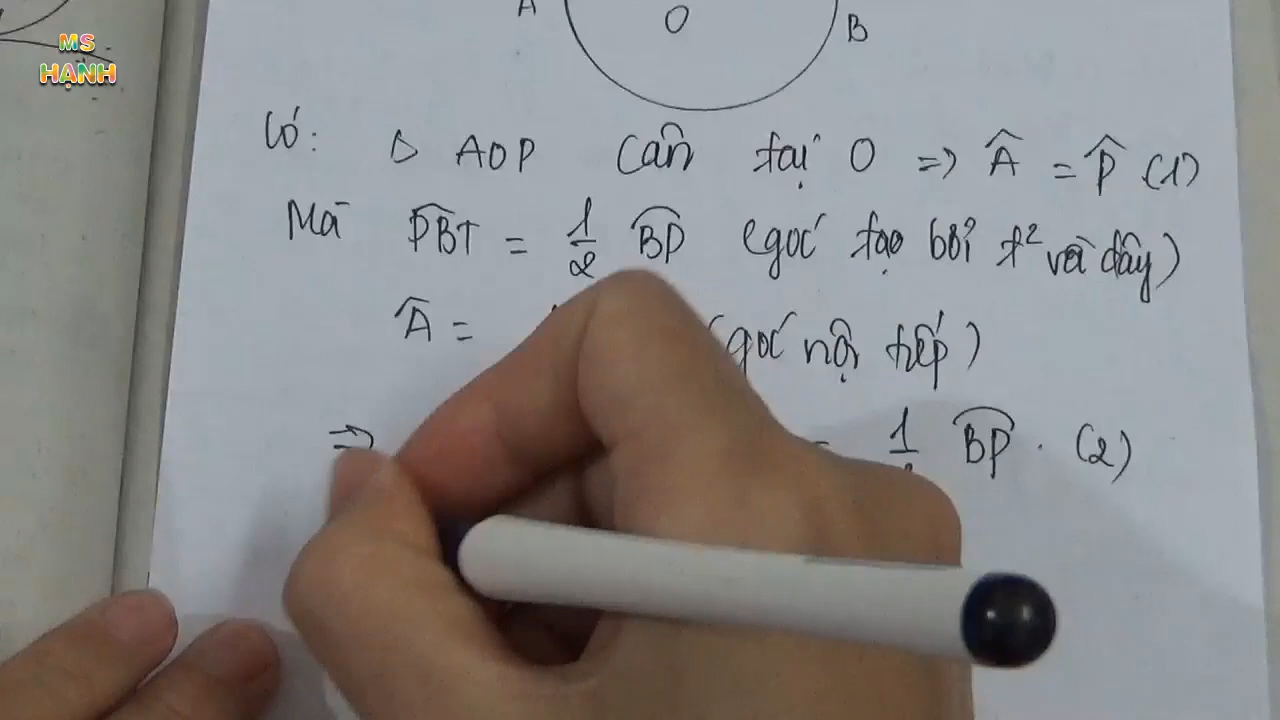 MS
HẠNH
A O B
Có: △ AOP cân tại O => Â = P̂ (1)
Mà PBT = 1/2 BP (góc tạo bởi t² và dây)
Â = (góc nội tiếp)
=> = 1/2 BP. (2)